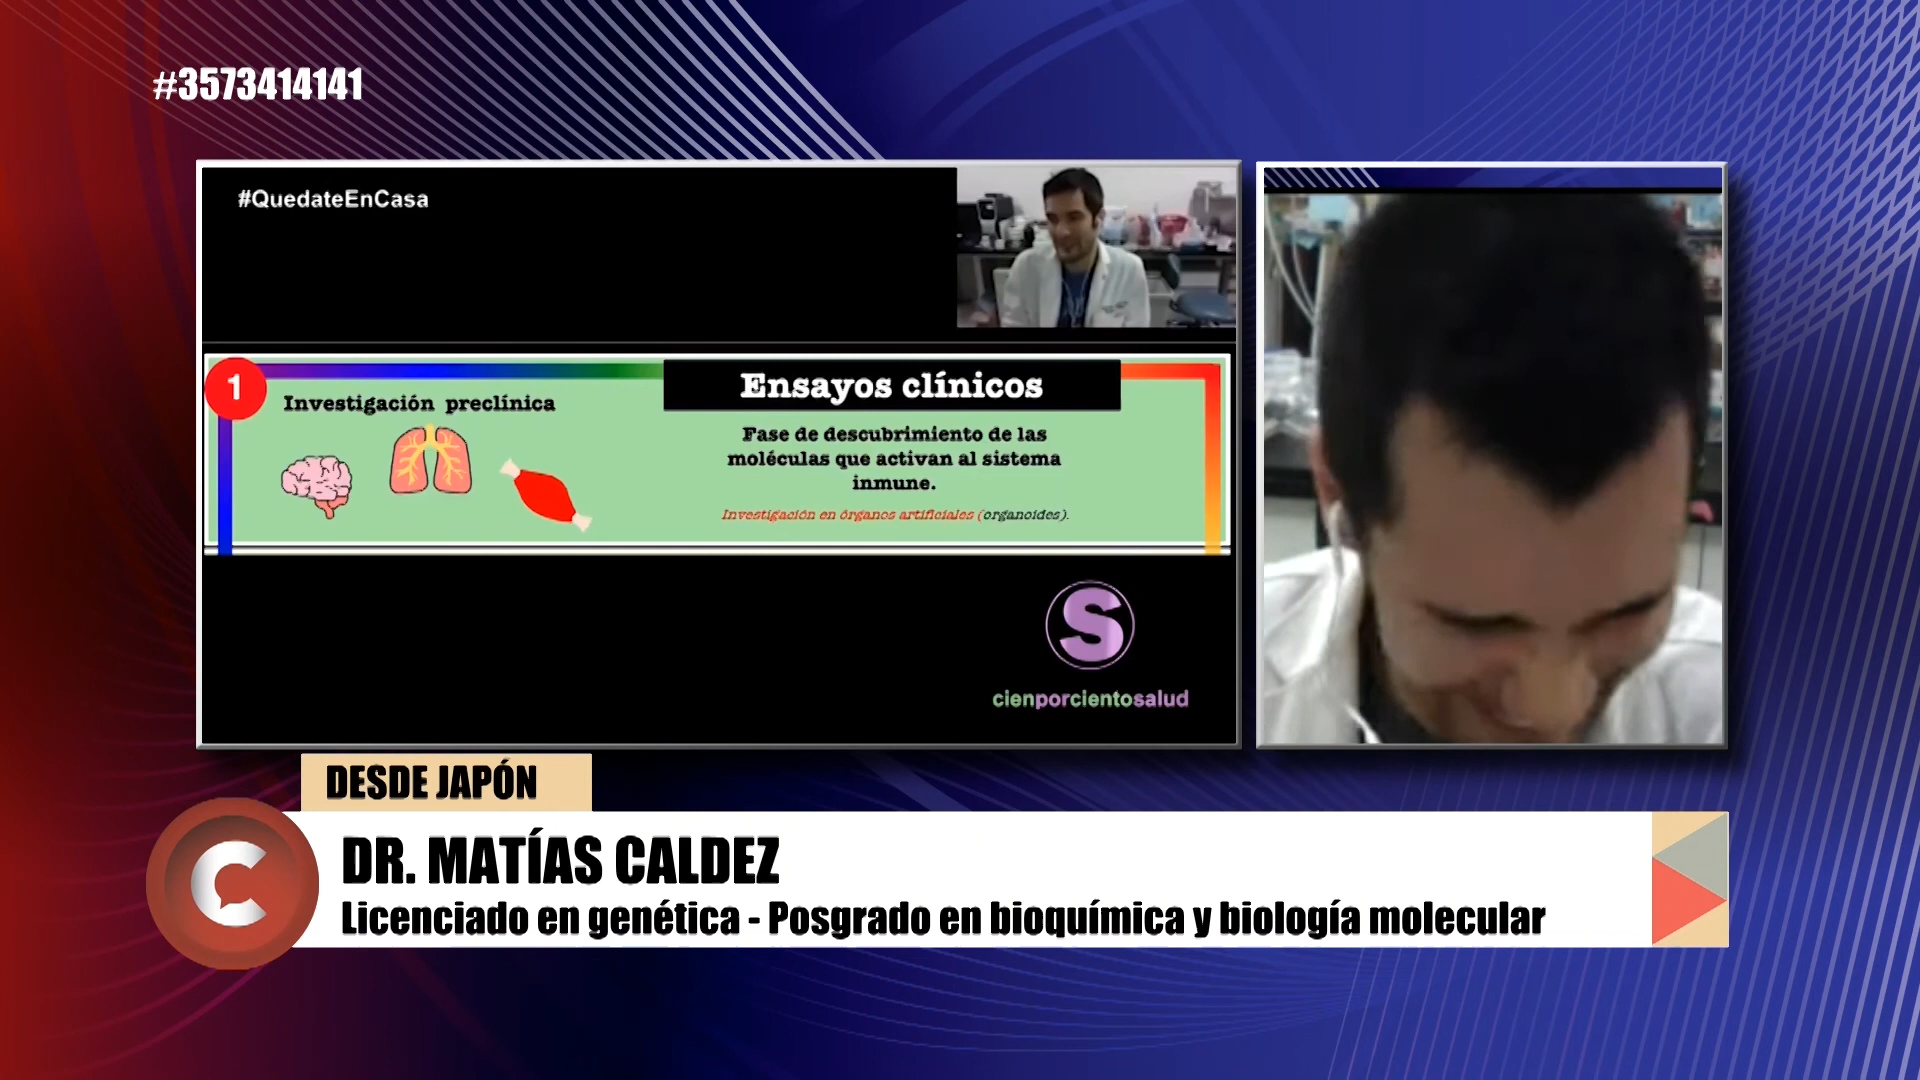 #3573414141
#QuedateEnCasa
1
Investigación preclínica
Ensayos clínicos
Fase de descubrimiento de las
moléculas que activan al sistema
inmune.
Investigación en órganos artificiales (organoides).
S
cienporcientosalud
DESDE JAPÓN
C
DR. MATÍAS CALDEZ
Licenciado en genética - Posgrado en bioquímica y biología molecular